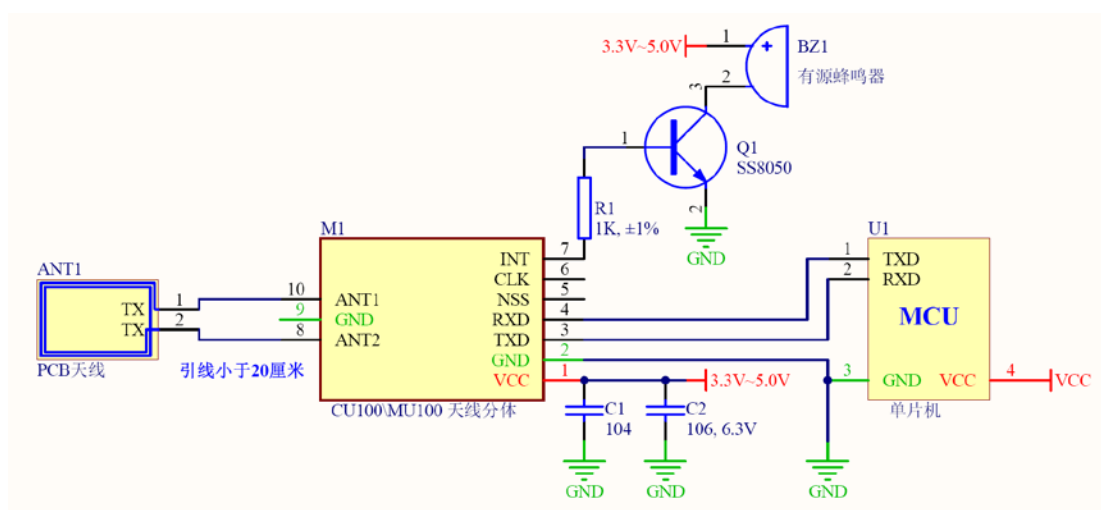 3.3V~5.0V
1
BZ1
2
有源蜂鸣器
3
1
Q1
SS8050
2
GND
R1
1K, ±1%
M1
7
INT
6
CLK
5
NSS
4
RXD
3
TXD
2
GND
1
VCC
10
ANT1
9
GND
8
ANT2
CU100\MU100 天线分体
ANT1
TX
1
TX
2
PCB天线
引线小于20厘米
U1
1
TXD
2
RXD
MCU
3
GND
VCC
4
VCC
单片机
3.3V~5.0V
C1
104
C2
106, 6.3V
GND
GND
GND